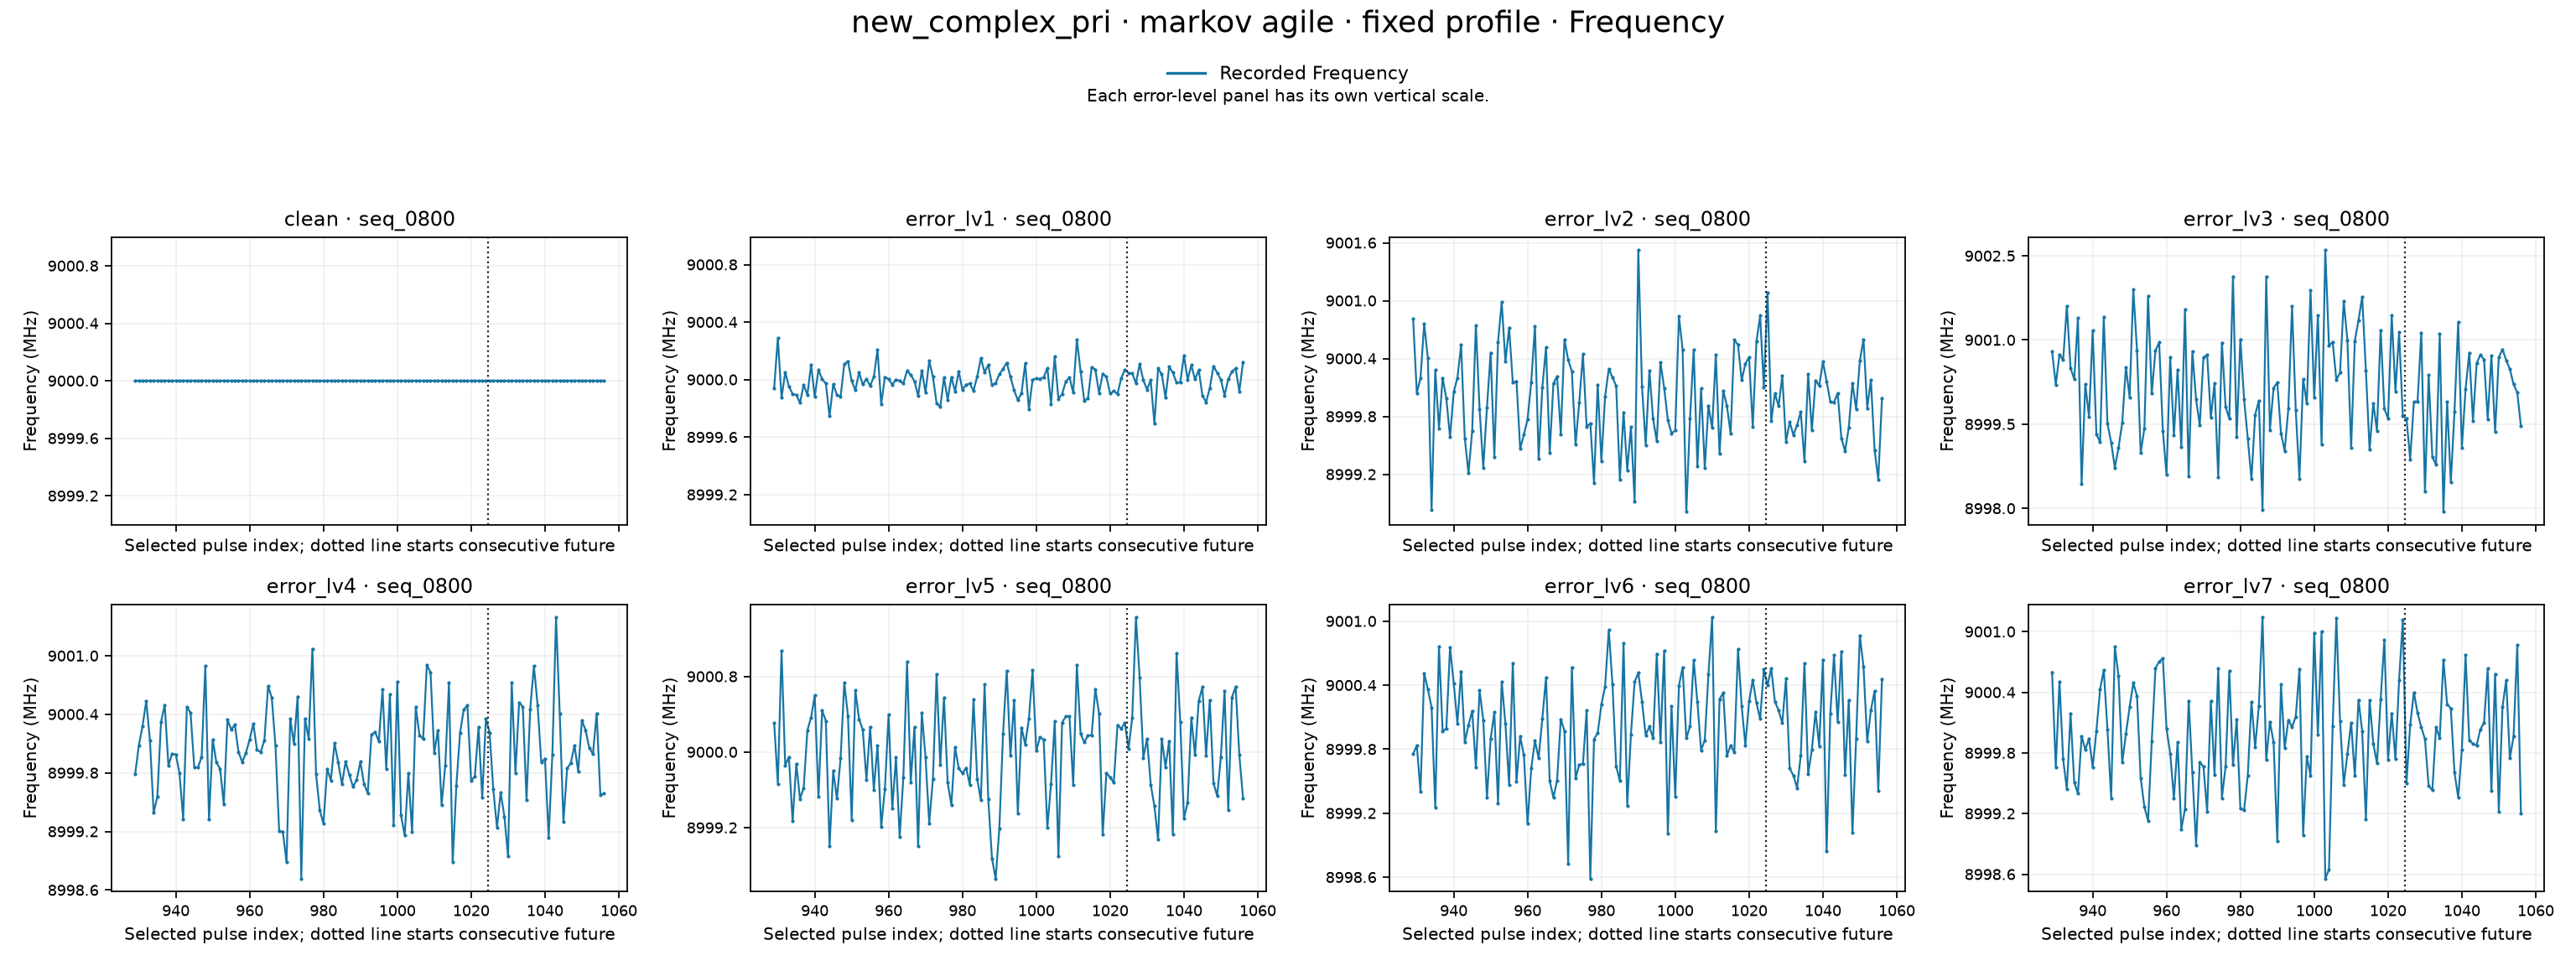 new_complex_pri · markov agile · fixed profile · Frequency
Recorded Frequency
Each error-level panel has its own vertical scale.
clean · seq_0800
Frequency (MHz)
9000.8
9000.4
9000.0
8999.6
8999.2
Selected pulse index; dotted line starts consecutive future
error_lv1 · seq_0800
Frequency (MHz)
9000.8
9000.4
9000.0
8999.6
8999.2
Selected pulse index; dotted line starts consecutive future
error_lv2 · seq_0800
Frequency (MHz)
9001.6
9001.0
9000.4
8999.8
8999.2
Selected pulse index; dotted line starts consecutive future
error_lv3 · seq_0800
Frequency (MHz)
9002.5
9001.0
8999.5
8998.0
Selected pulse index; dotted line starts consecutive future
error_lv4 · seq_0800
Frequency (MHz)
9001.0
9000.4
8999.8
8999.2
8998.6
940 960 980 1000 1020 1040 1060
Selected pulse index; dotted line starts consecutive future
error_lv5 · seq_0800
Frequency (MHz)
9000.8
9000.0
8999.2
940 960 980 1000 1020 1040 1060
Selected pulse index; dotted line starts consecutive future
error_lv6 · seq_0800
Frequency (MHz)
9001.0
9000.4
8999.8
8999.2
8998.6
940 960 980 1000 1020 1040 1060
Selected pulse index; dotted line starts consecutive future
error_lv7 · seq_0800
Frequency (MHz)
9001.0
9000.4
8999.8
8999.2
8998.6
940 960 980 1000 1020 1040 1060
Selected pulse index; dotted line starts consecutive future